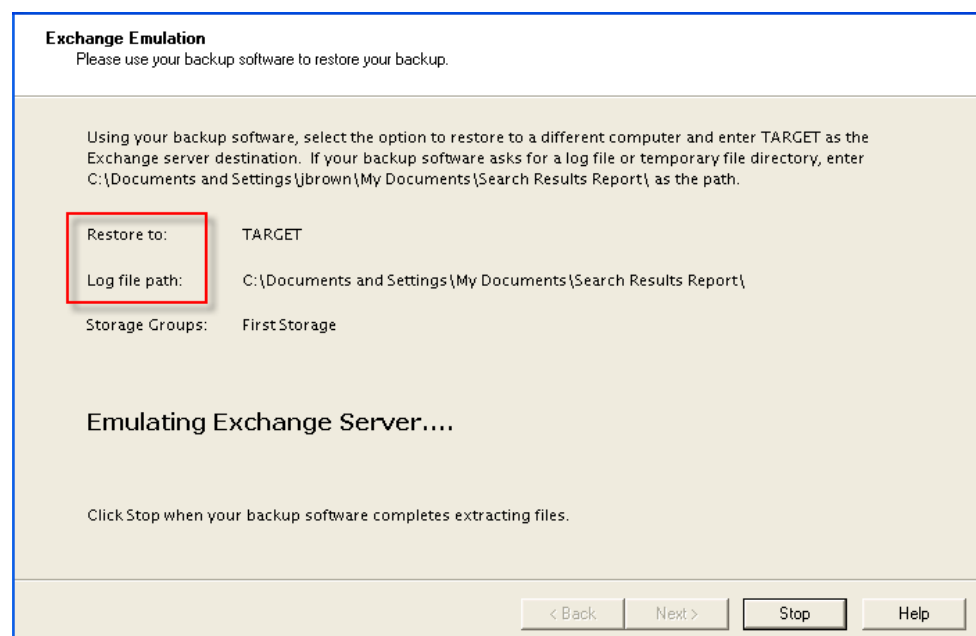 Exchange Emulation
Please use your backup software to restore your backup.
Using your backup software, select the option to restore to a different computer and enter TARGET as the
Exchange server destination. If your backup software asks for a log file or temporary file directory, enter
C:\Documents and Settings\jbrown\My Documents\Search Results Report\ as the path.
Restore to: TARGET
Log file path: C:\Documents and Settings\My Documents\Search Results Report\
Storage Groups: First Storage
Emulating Exchange Server....
Click Stop when your backup software completes extracting files.
< Back Next > Stop Help